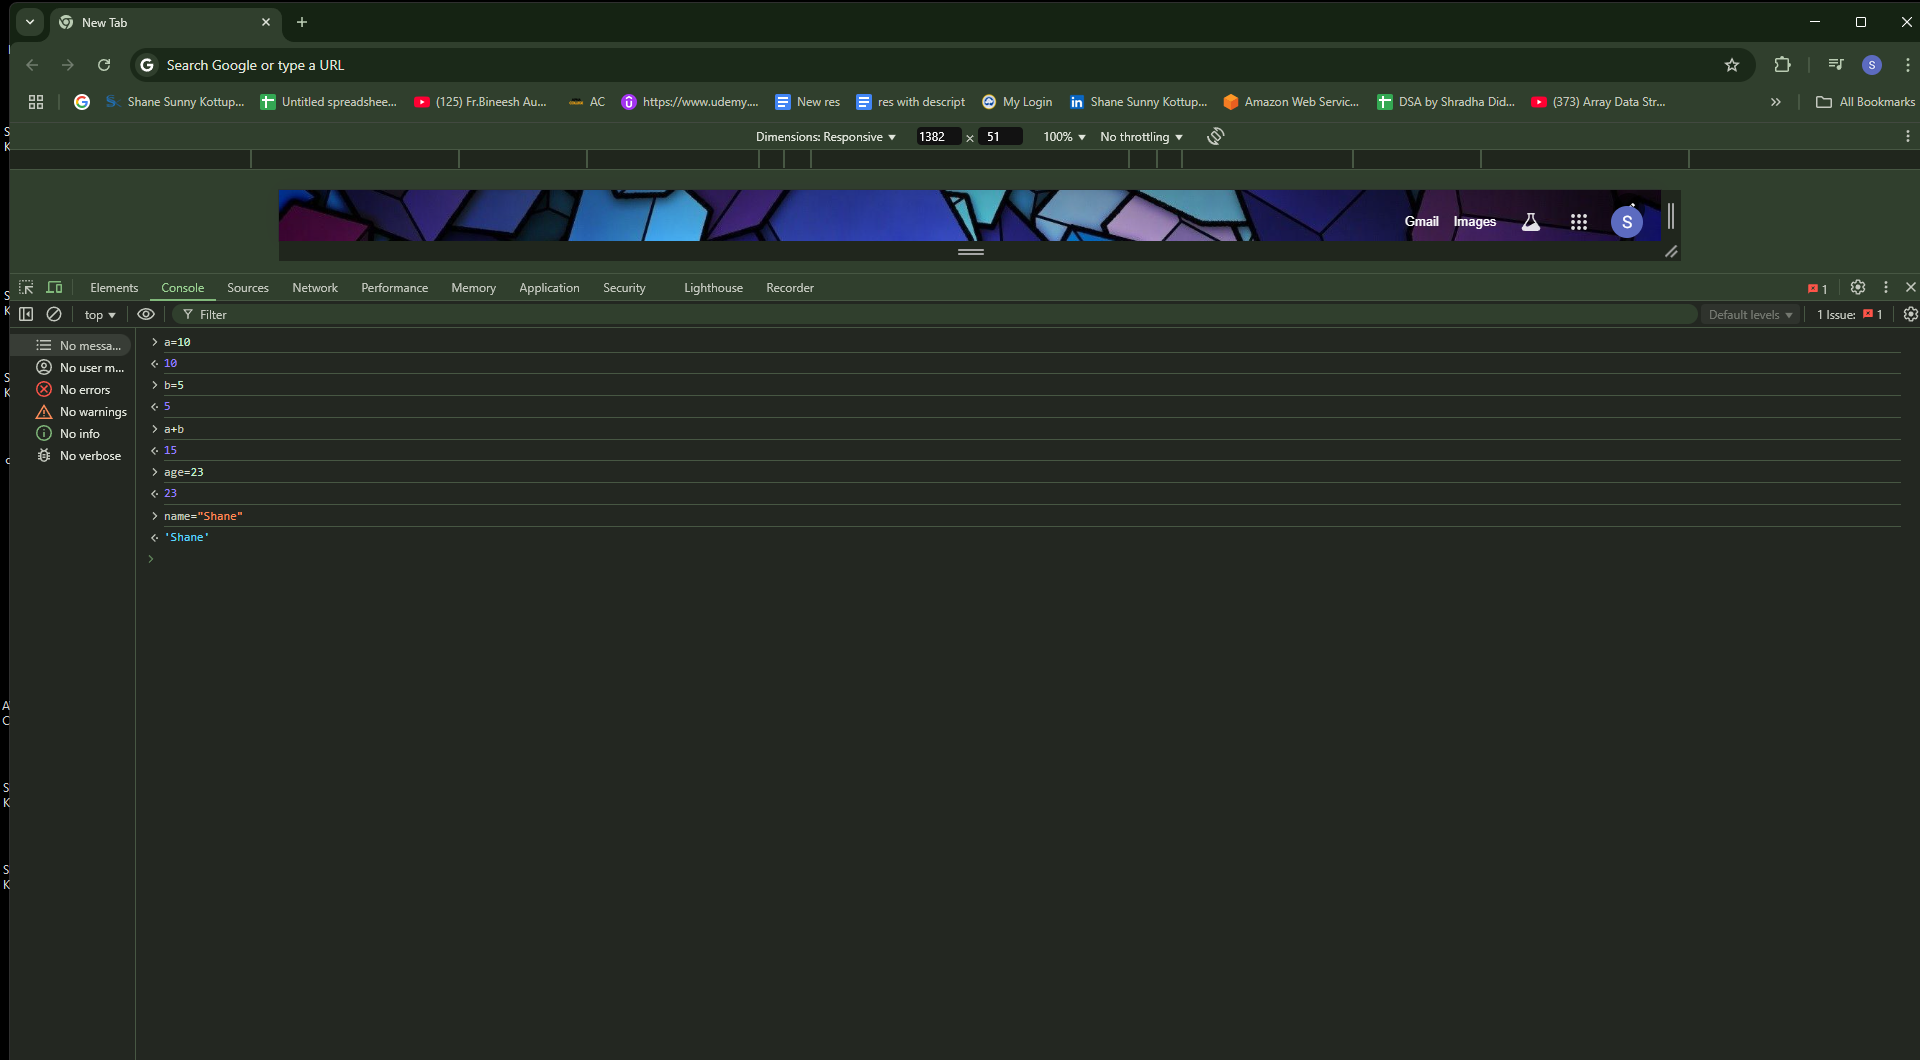 New Tab
Search Google or type a URL
Shane Sunny Kottup... Untitled spreadshee... (125) Fr.Bineesh Au... AC https://www.udemy.... New res res with descript My Login Shane Sunny Kottup... Amazon Web Servic... DSA by Shradha Did... (373) Array Data Str... All Bookmarks
Dimensions: Responsive 1382 x 51 100% No throttling
Gmail Images S
Elements Console Sources Network Performance Memory Application Security Lighthouse Recorder 1
top Filter Default levels 1 Issue: 1
No messa...
No user m...
No errors
No warnings
No info
No verbose
a=10
10
b=5
5
a+b
15
age=23
23
name="Shane"
'Shane'